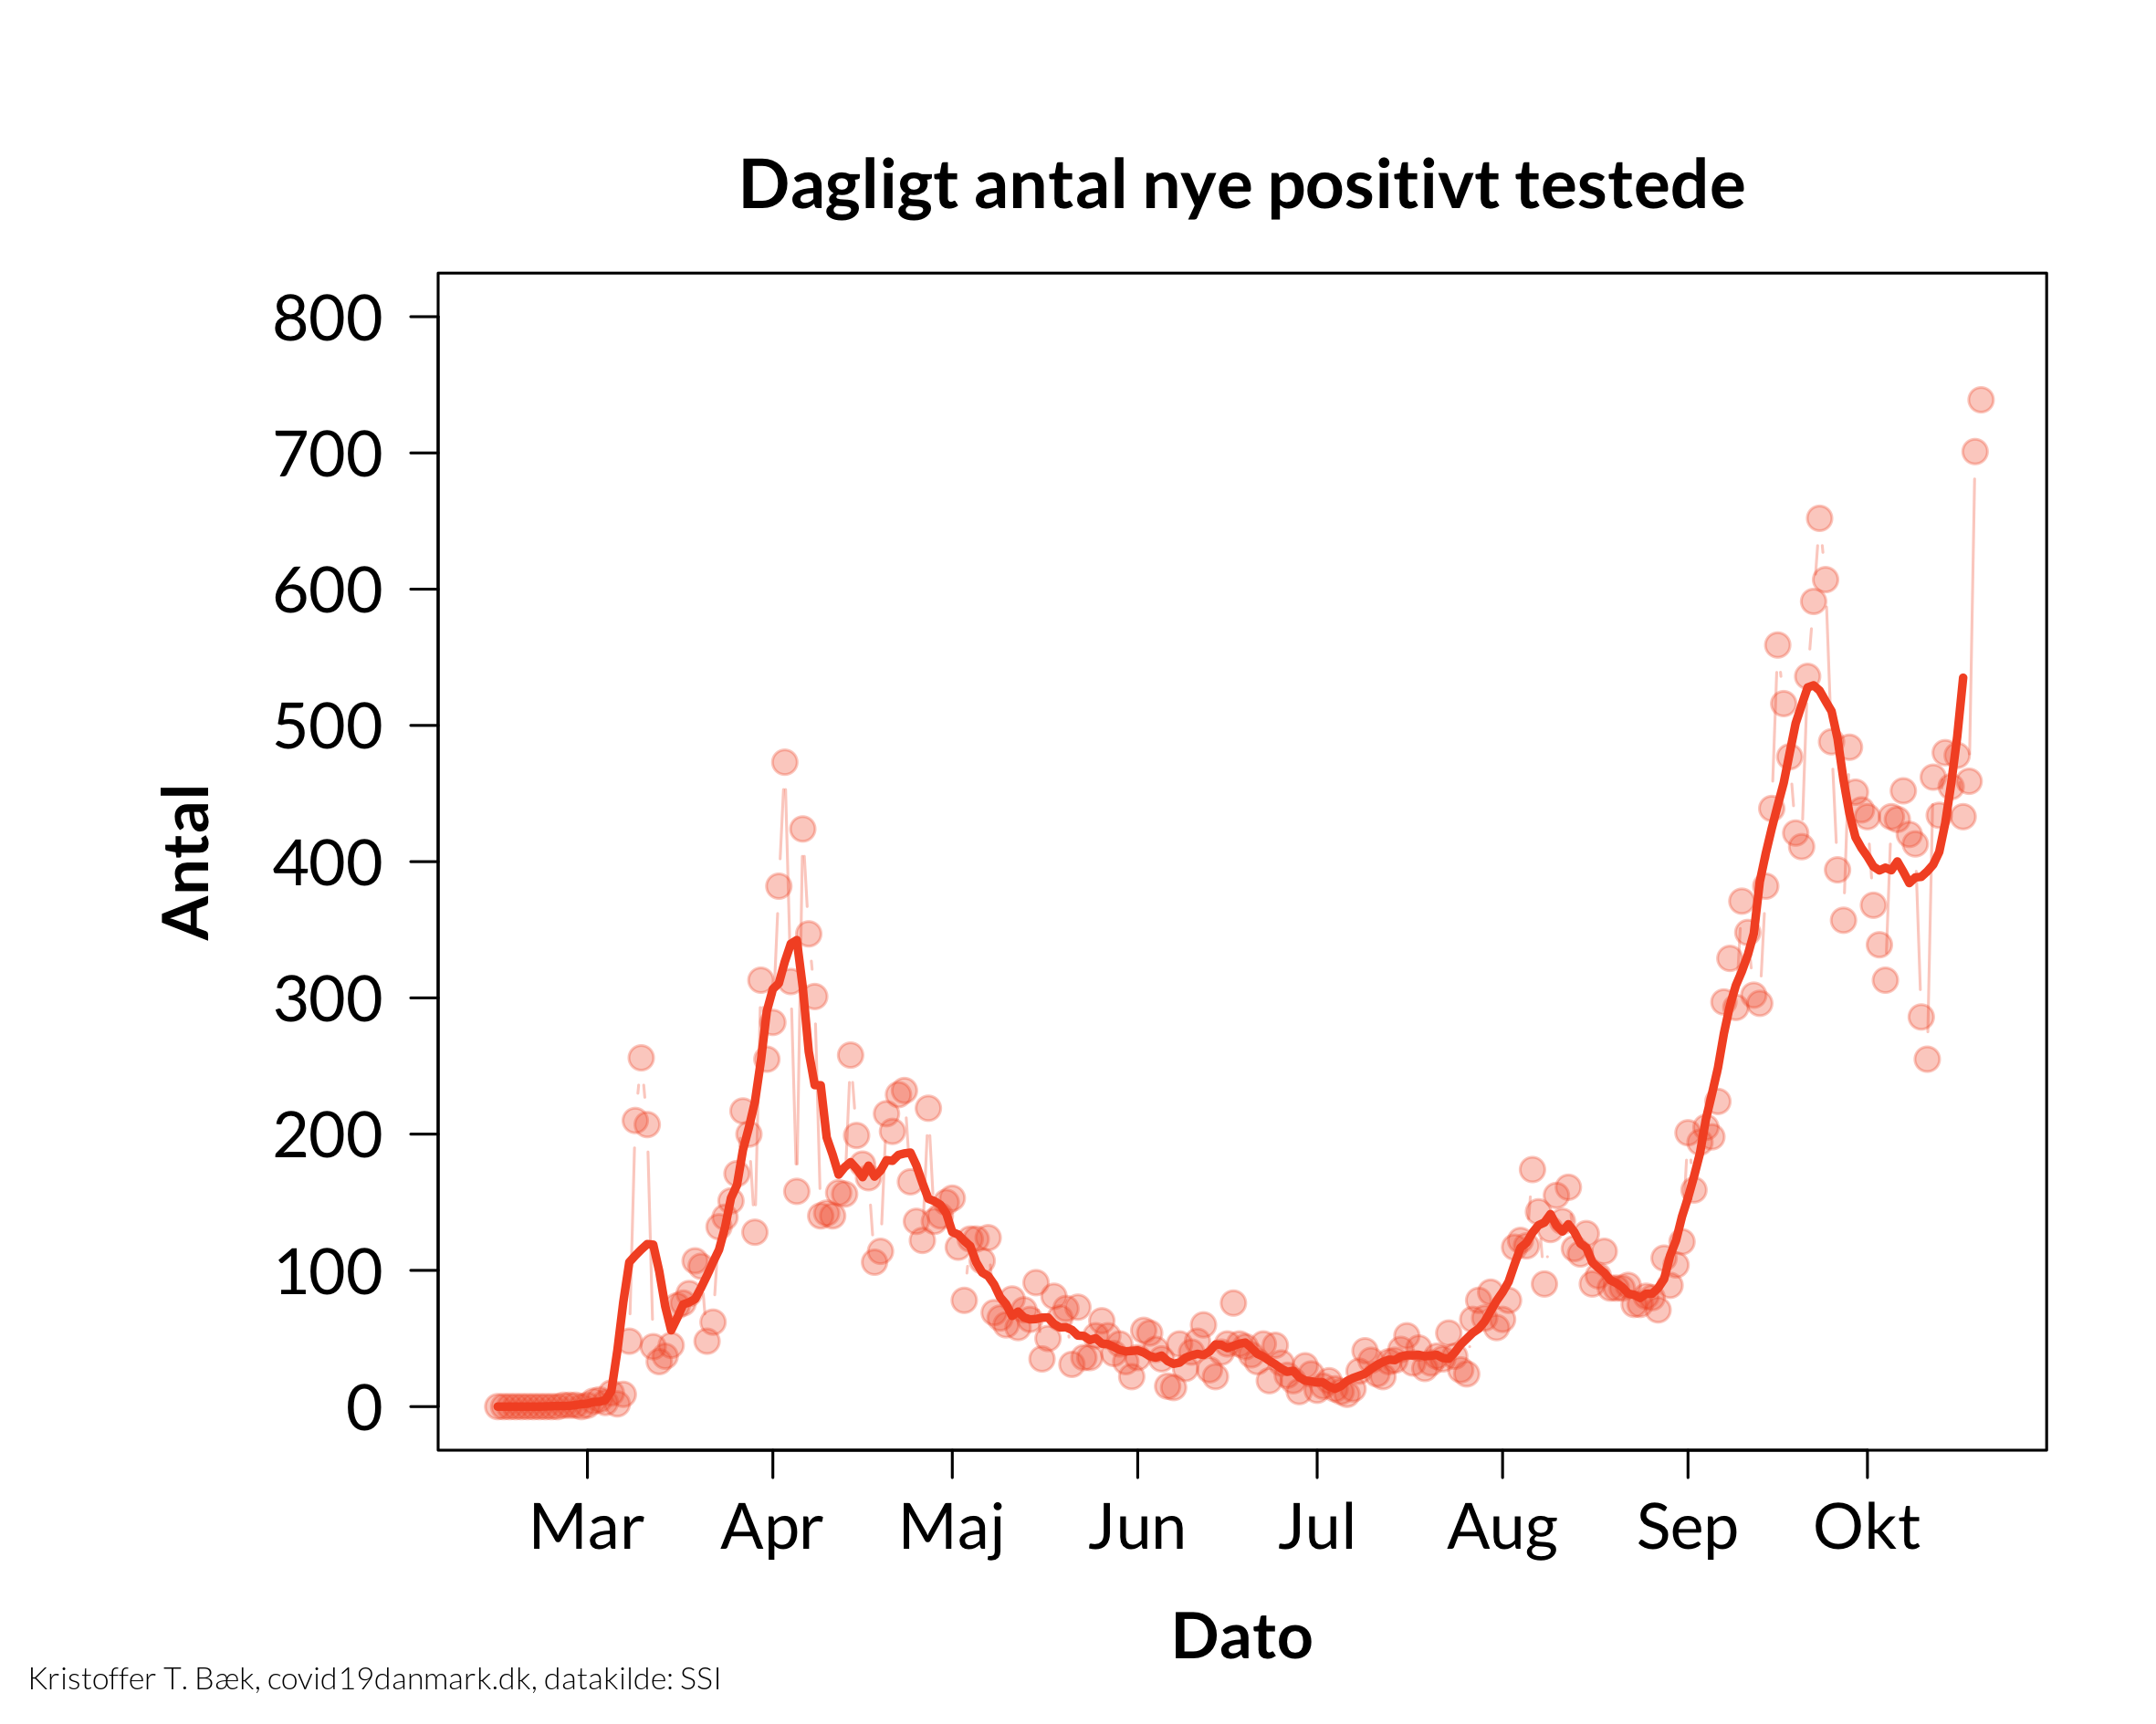 Dagligt antal nye positivt testede
800
700
600
500
400
300
200
100
0
Antal
Mar Apr Maj Jun Jul Aug Sep Okt
Dato
Kristoffer T. Bæk, covid19danmark.dk, datakilde: SSI